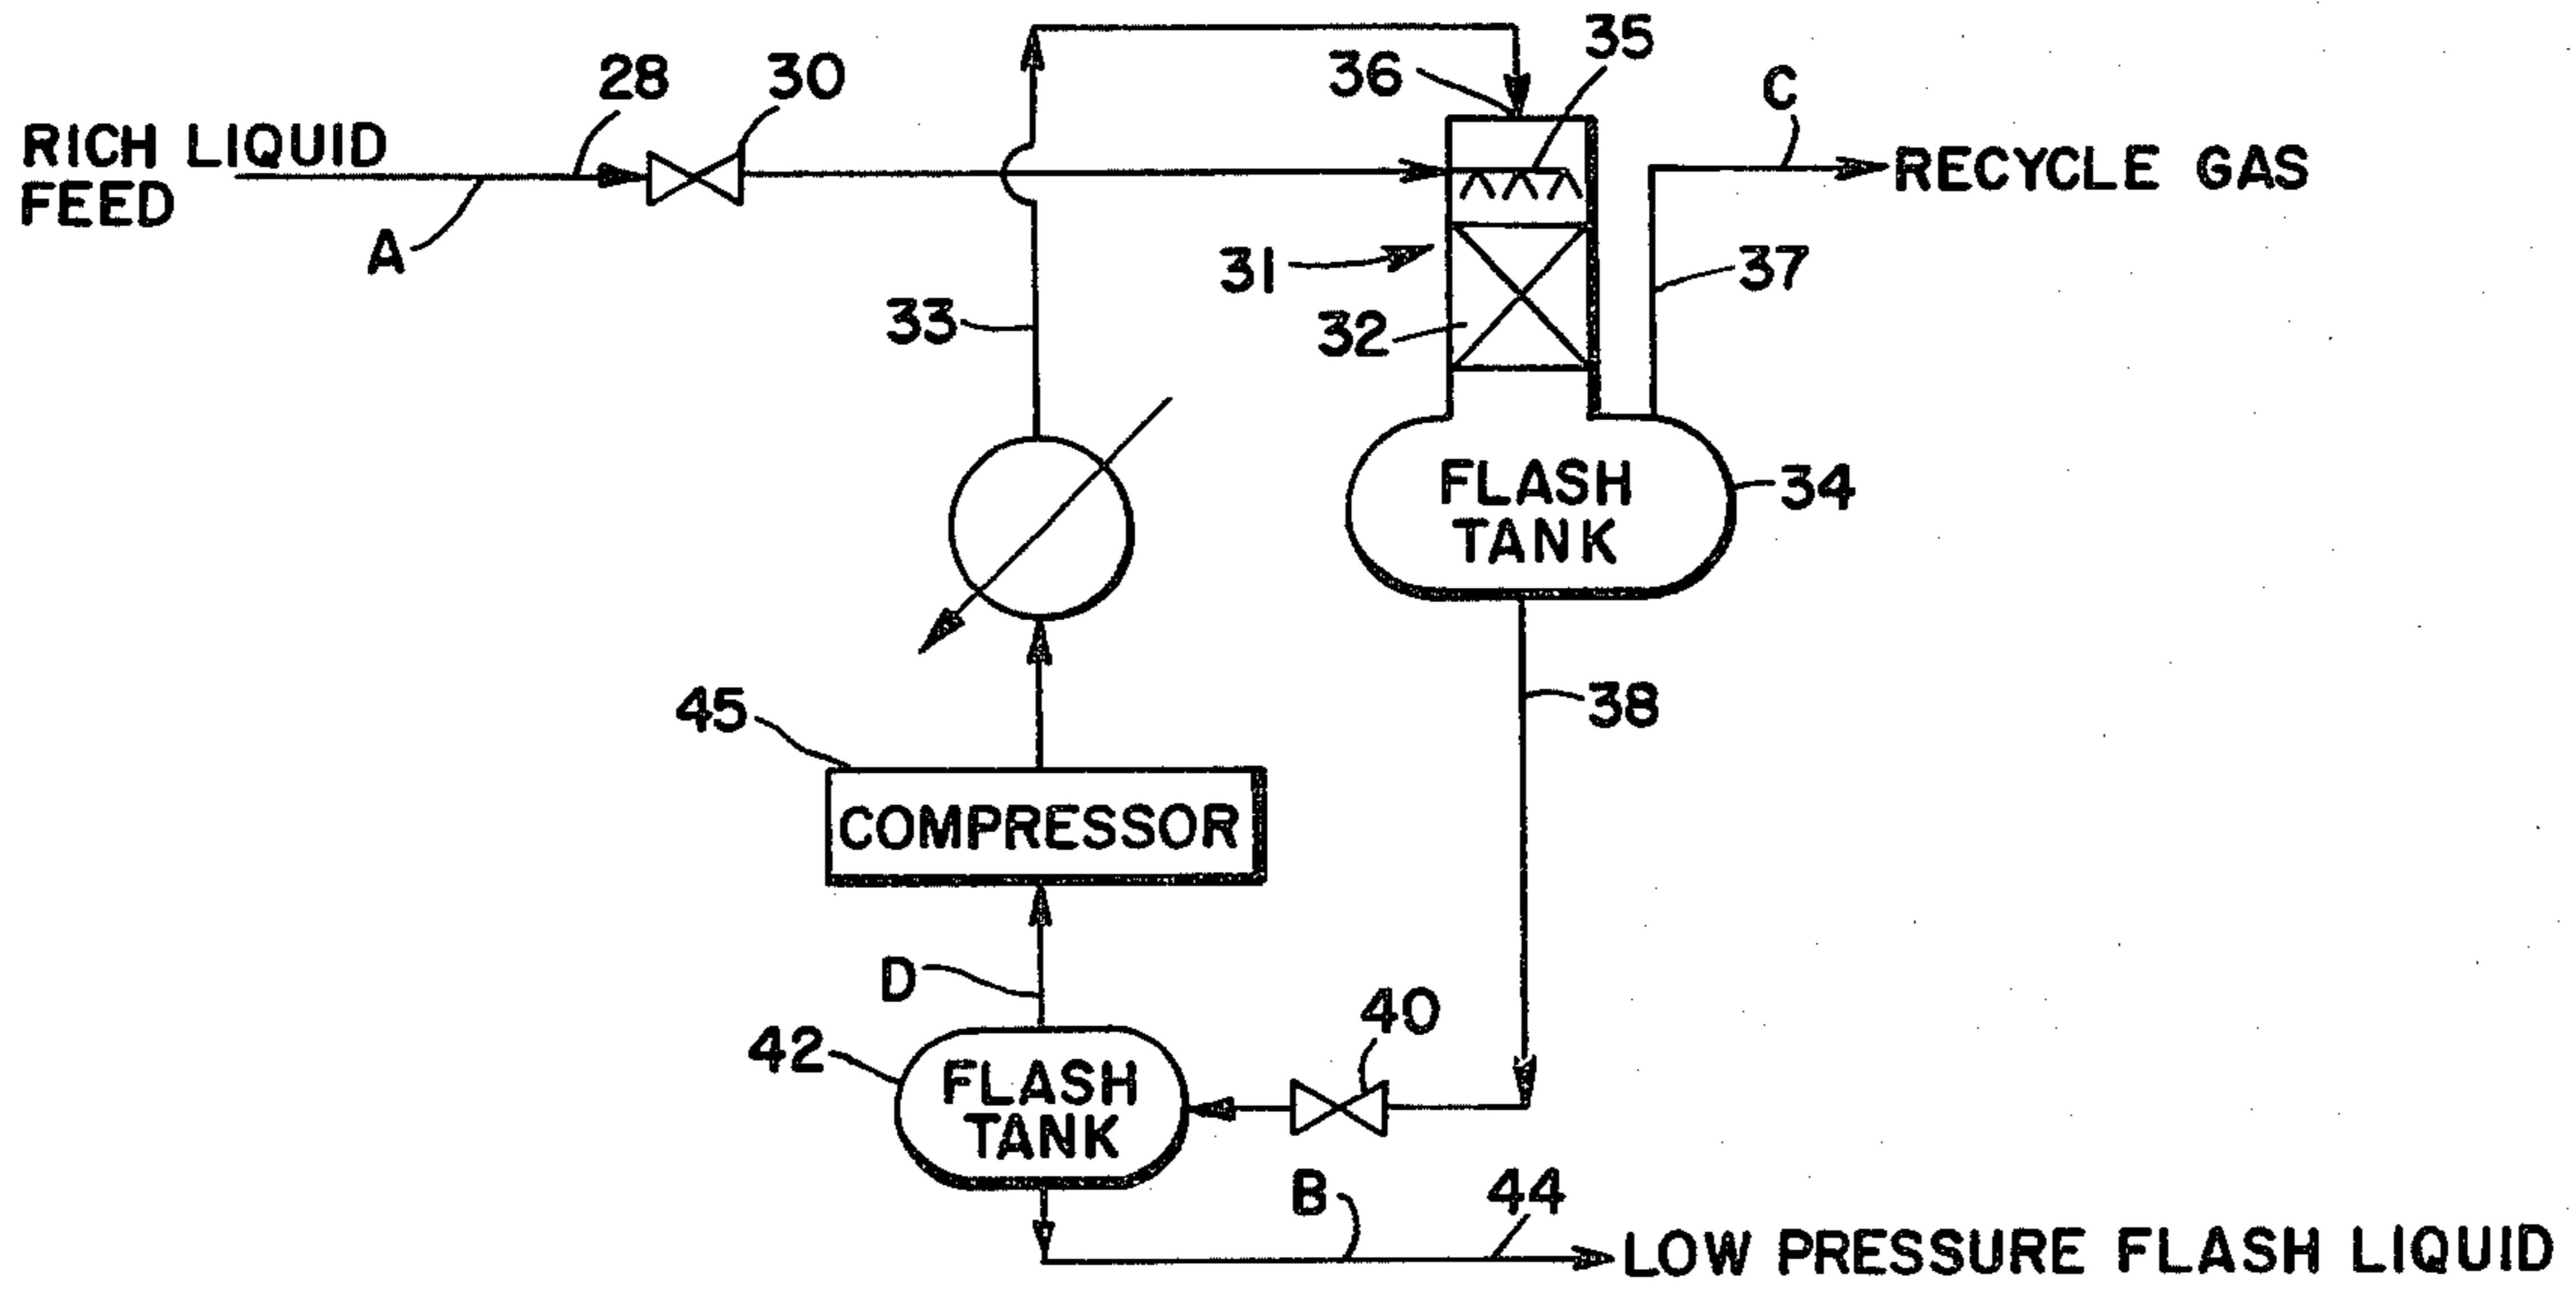 35
36
28
30
C
RICH LIQUID
FEED
RECYCLE GAS
A
31
37
33
32
FLASH
TANK
34
45
38
COMPRESSOR
D
40
42
FLASH
TANK
B
44
LOW PRESSURE FLASH LIQUID